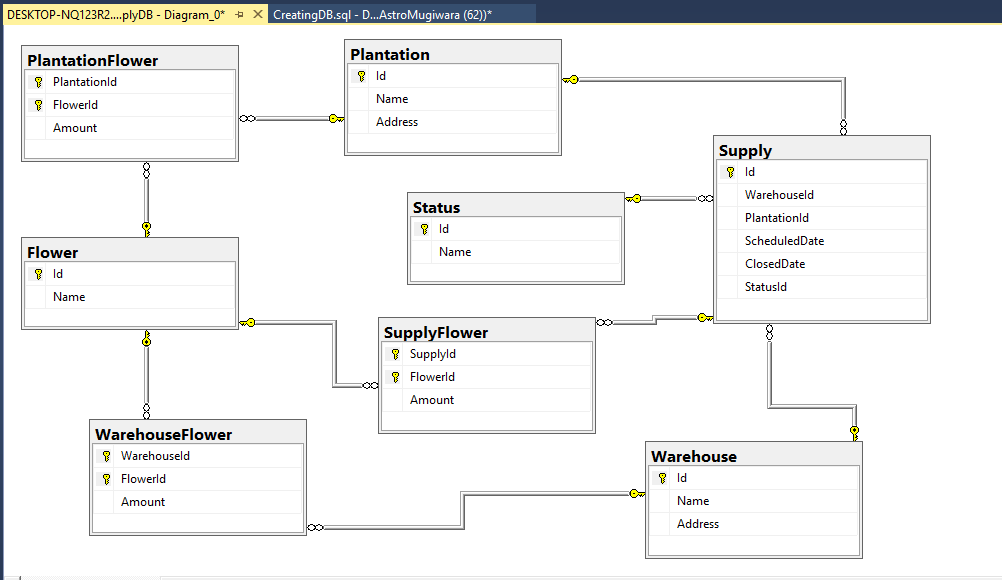 DESKTOP-NQ123R2....plyDB - Diagram_0*
CreatingDB.sql - D...AstroMugiwara (62))*
PlantationFlower
PlantationId
FlowerId
Amount
Plantation
Id
Name
Address
Supply
Id
WarehouseId
PlantationId
ScheduledDate
ClosedDate
StatusId
Status
Id
Name
Flower
Id
Name
SupplyFlower
SupplyId
FlowerId
Amount
WarehouseFlower
WarehouseId
FlowerId
Amount
Warehouse
Id
Name
Address